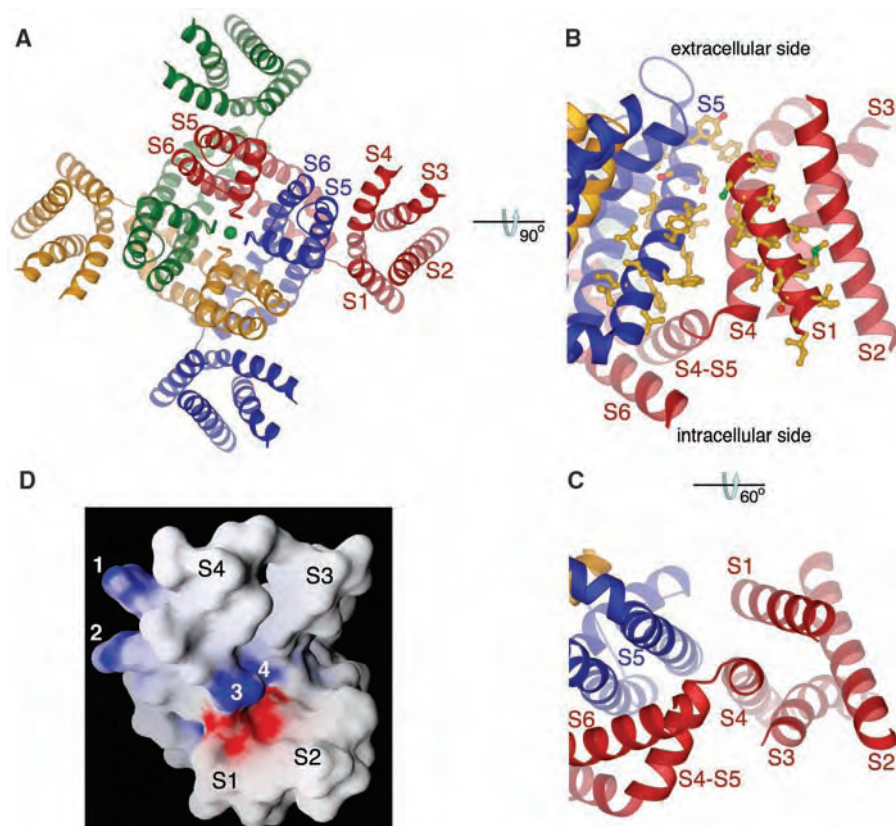 A
S5
S6
S6
S5
S4
S3
S2
S1
90°
B
extracellular side
S5
S3
S4
S1
S4-S5
S2
S6
intracellular side
D
1
2
S4
S3
4
3
S1
S2
60°
C
S1
S5
S6
S4
S3
S2
S4-S5